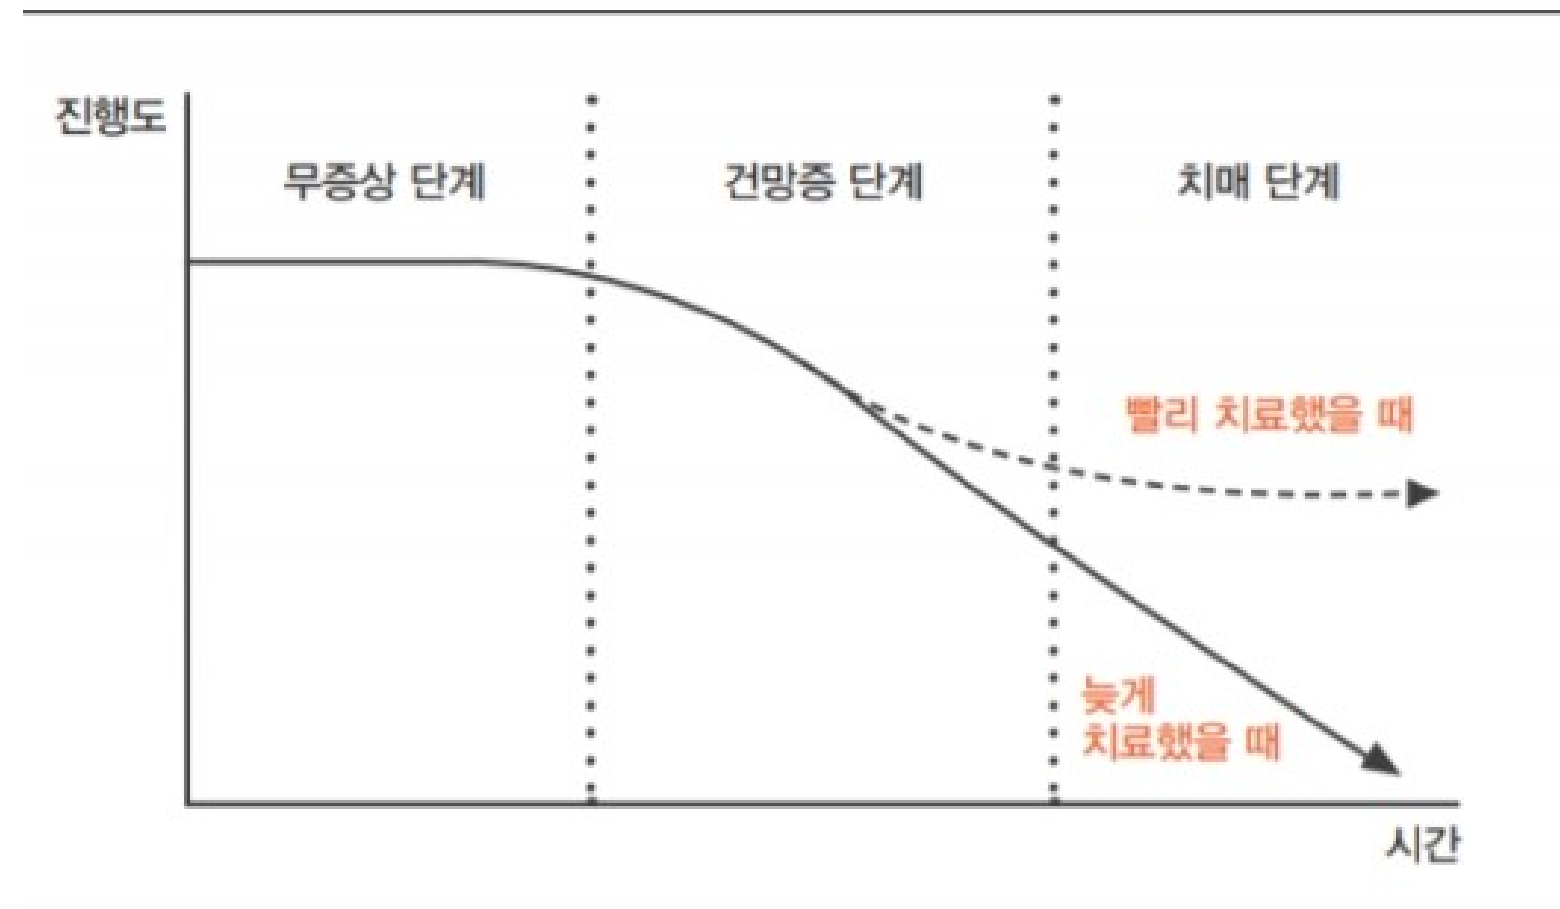 진행도
무증상 단계
건망증 단계
치매 단계
빨리 치료했을 때
늦게
치료했을 때
시간